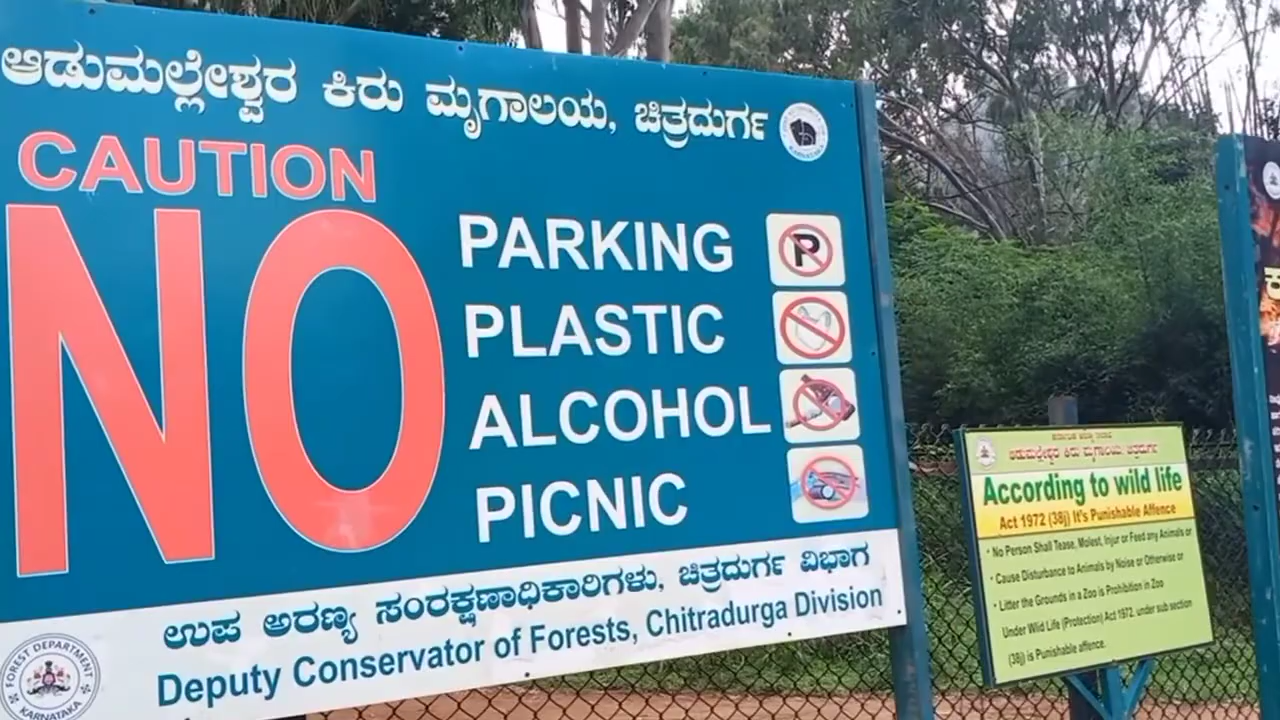 ಆಡುಮಲ್ಲೇಶ್ವರ ಕಿರು ಮೃಗಾಲಯ, ಚಿತ್ರದುರ್ಗ
CAUTION
NO
PARKING
PLASTIC
ALCOHOL
PICNIC
ಉಪ ಅರಣ್ಯ ಸಂರಕ್ಷಣಾಧಿಕಾರಿಗಳು, ಚಿತ್ರದುರ್ಗ ವಿಭಾಗ
Deputy Conservator of Forests, Chitradurga Division
FOREST DEPARTMENT
KARNATAKA
ಆಡುಮಲ್ಲೇಶ್ವರ ಕಿರು ಮೃಗಾಲಯ, ಚಿತ್ರದುರ್ಗ
According to wild life
Act 1972 (38j) It's Punishable Affence
* No Person Shall Tease, Molest, Injur or Feed any Animals or
* Cause Disturbance to Animals by Noise or Otherwise or
* Litter the Grounds in a Zoo is Prohibition in Zoo
Under Wild Life (Protection) Act 1972, under sub section
(38j) is Punishable affence.